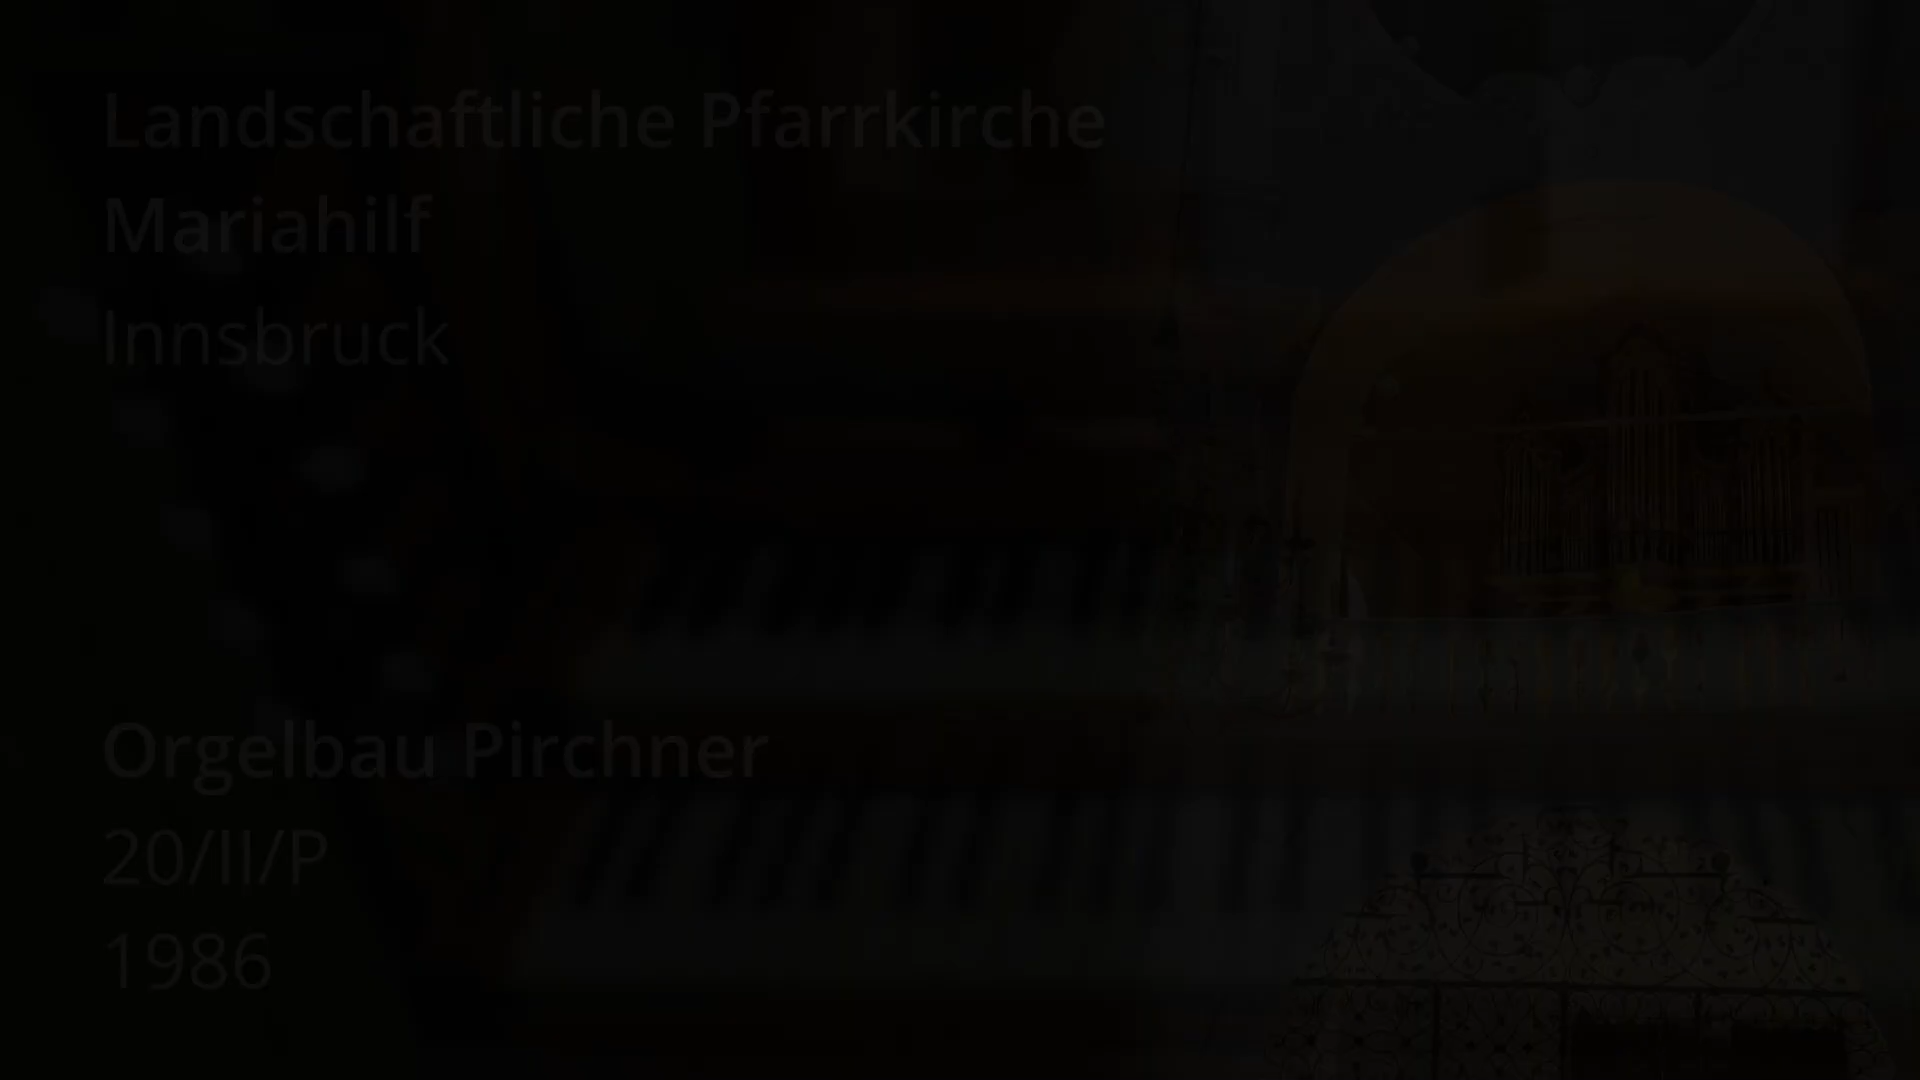 Landschaftliche Pfarrkirche
Mariahilf
Innsbruck
Orgelbau Pirchner
20/II/P
1986